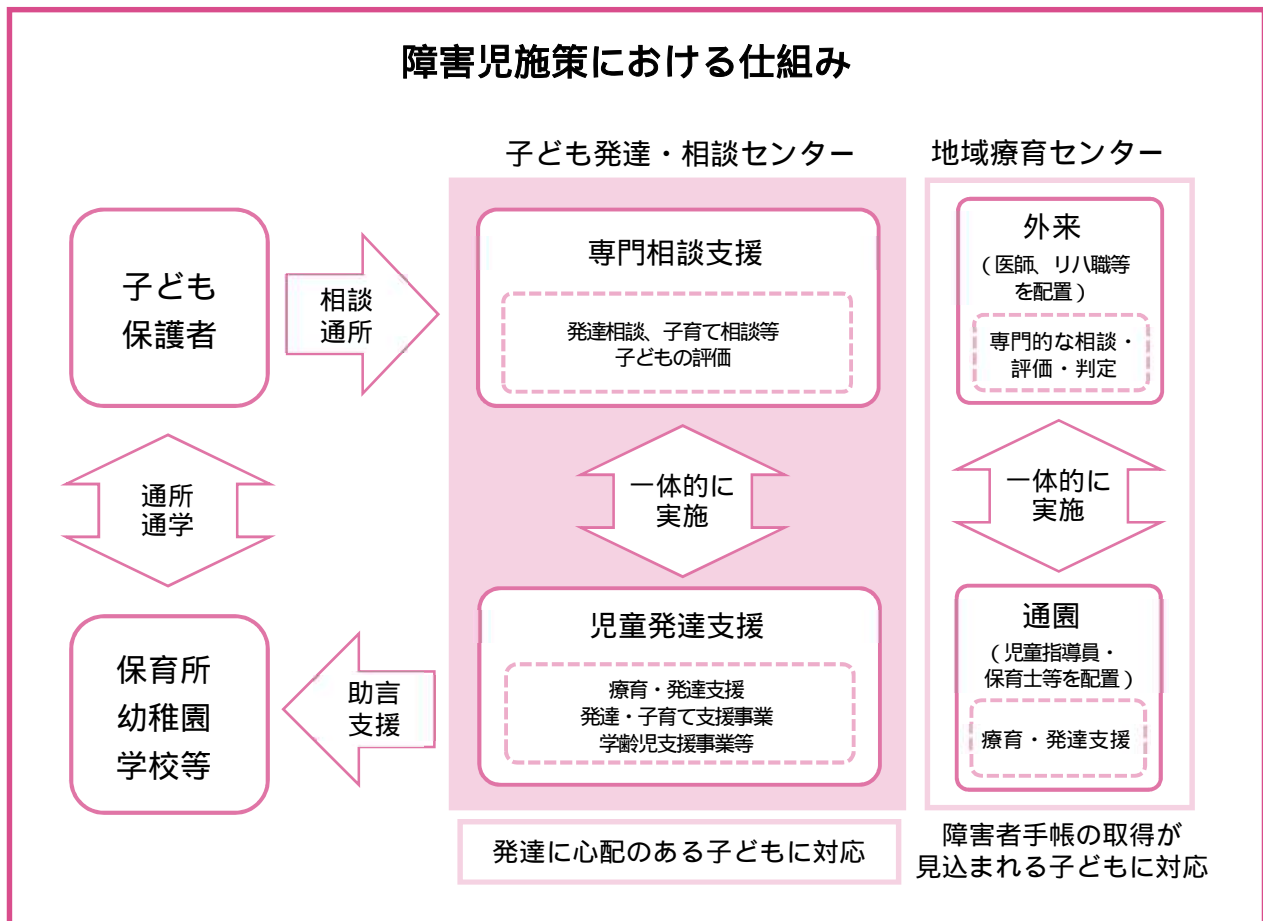 障害児施策における仕組み
子ども発達・相談センター
地域療育センター
子ども
保護者
相談
通所
専門相談支援
発達相談、子育て相談等
子どもの評価
外来
（医師、リハ職等
を配置）
専門的な相談・
評価・判定
通所
通学
一体的に
実施
一体的に
実施
保育所
幼稚園
学校等
助言
支援
児童発達支援
療育・発達支援
発達・子育て支援事業
学齢児支援事業等
通園
（児童指導員・
保育士等を配置）
療育・発達支援
発達に心配のある子どもに対応
障害者手帳の取得が
見込まれる子どもに対応